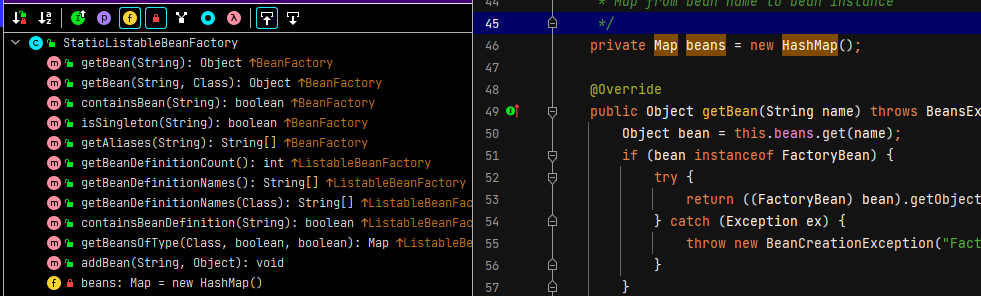 StaticListableBeanFactory
getBean(String): Object ↑BeanFactory
getBean(String, Class): Object ↑BeanFactory
containsBean(String): boolean ↑BeanFactory
isSingleton(String): boolean ↑BeanFactory
getAliases(String): String[] ↑BeanFactory
getBeanDefinitionCount(): int ↑ListableBeanFactory
getBeanDefinitionNames(): String[] ↑ListableBeanFactory
getBeanDefinitionNames(Class): String[] ↑ListableBeanFac
containsBeanDefinition(String): boolean ↑ListableBeanFac
getBeansOfType(Class, boolean, boolean): Map ↑ListableBe
addBean(String, Object): void
beans: Map = new HashMap()
44 * Map from bean name to bean instance
45 */
46 private Map beans = new HashMap();
47
48 @Override
49 public Object getBean(String name) throws BeansEx
50 Object bean = this.beans.get(name);
51 if (bean instanceof FactoryBean) {
52 try {
53 return ((FactoryBean) bean).getObject
54 } catch (Exception ex) {
55 throw new BeanCreationException("Fact
56 }
57 }